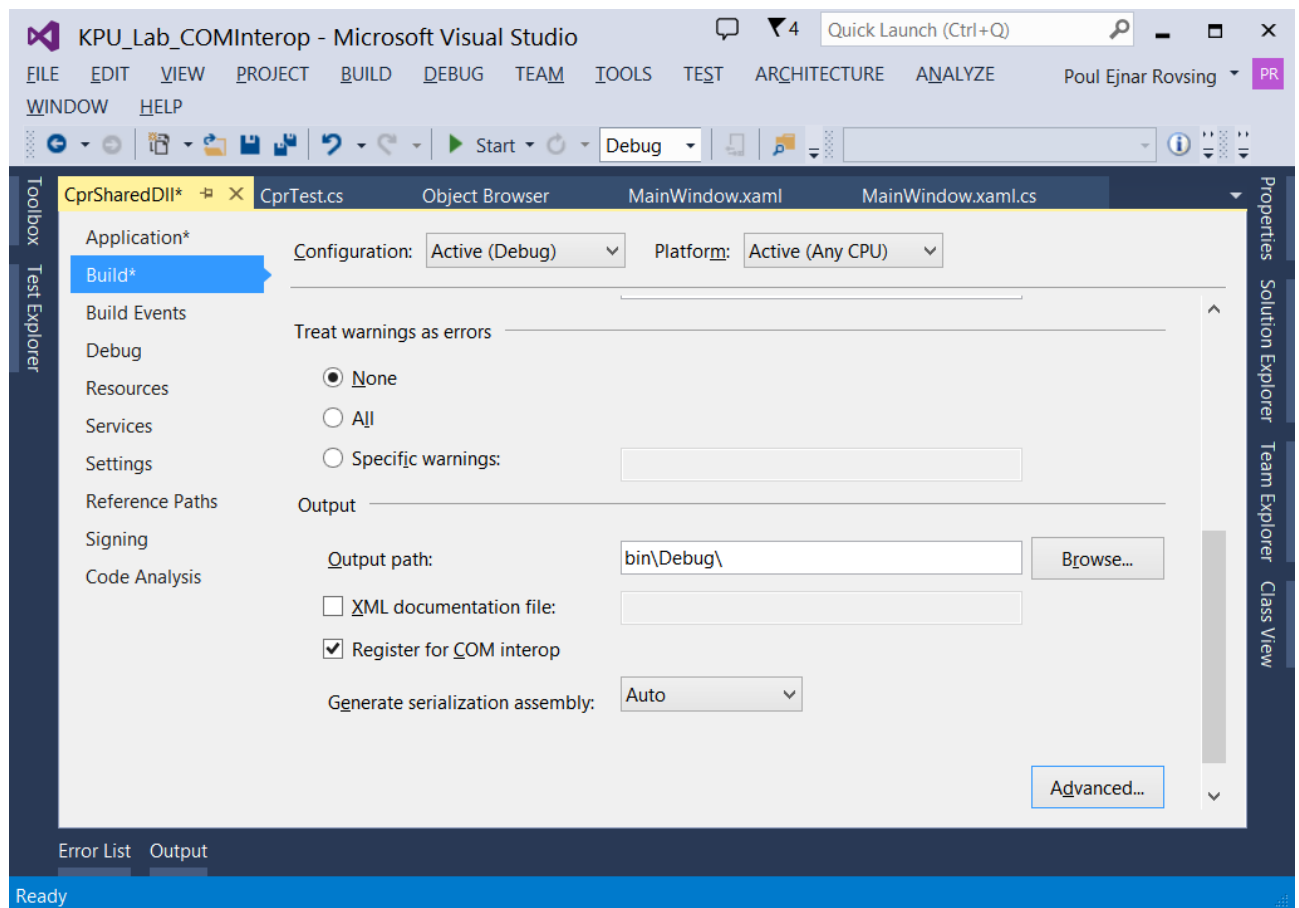 KPU_Lab_COMInterop - Microsoft Visual Studio
4
Quick Launch (Ctrl+Q)
FILE EDIT VIEW PROJECT BUILD DEBUG TEAM TOOLS TEST ARCHITECTURE ANALYZE
Poul Ejnar Rovsing
PR
WINDOW HELP
Start
Debug
Toolbox
Test Explorer
CprSharedDll*
CprTest.cs
Object Browser
MainWindow.xaml
MainWindow.xaml.cs
Application*
Build*
Build Events
Debug
Resources
Services
Settings
Reference Paths
Signing
Code Analysis
Configuration: Active (Debug)
Platform: Active (Any CPU)
Treat warnings as errors
None
All
Specific warnings:
Output
Output path: bin\Debug\ Browse...
XML documentation file:
Register for COM interop
Generate serialization assembly: Auto
Advanced...
Properties
Solution Explorer
Team Explorer
Class View
Error List Output
Ready